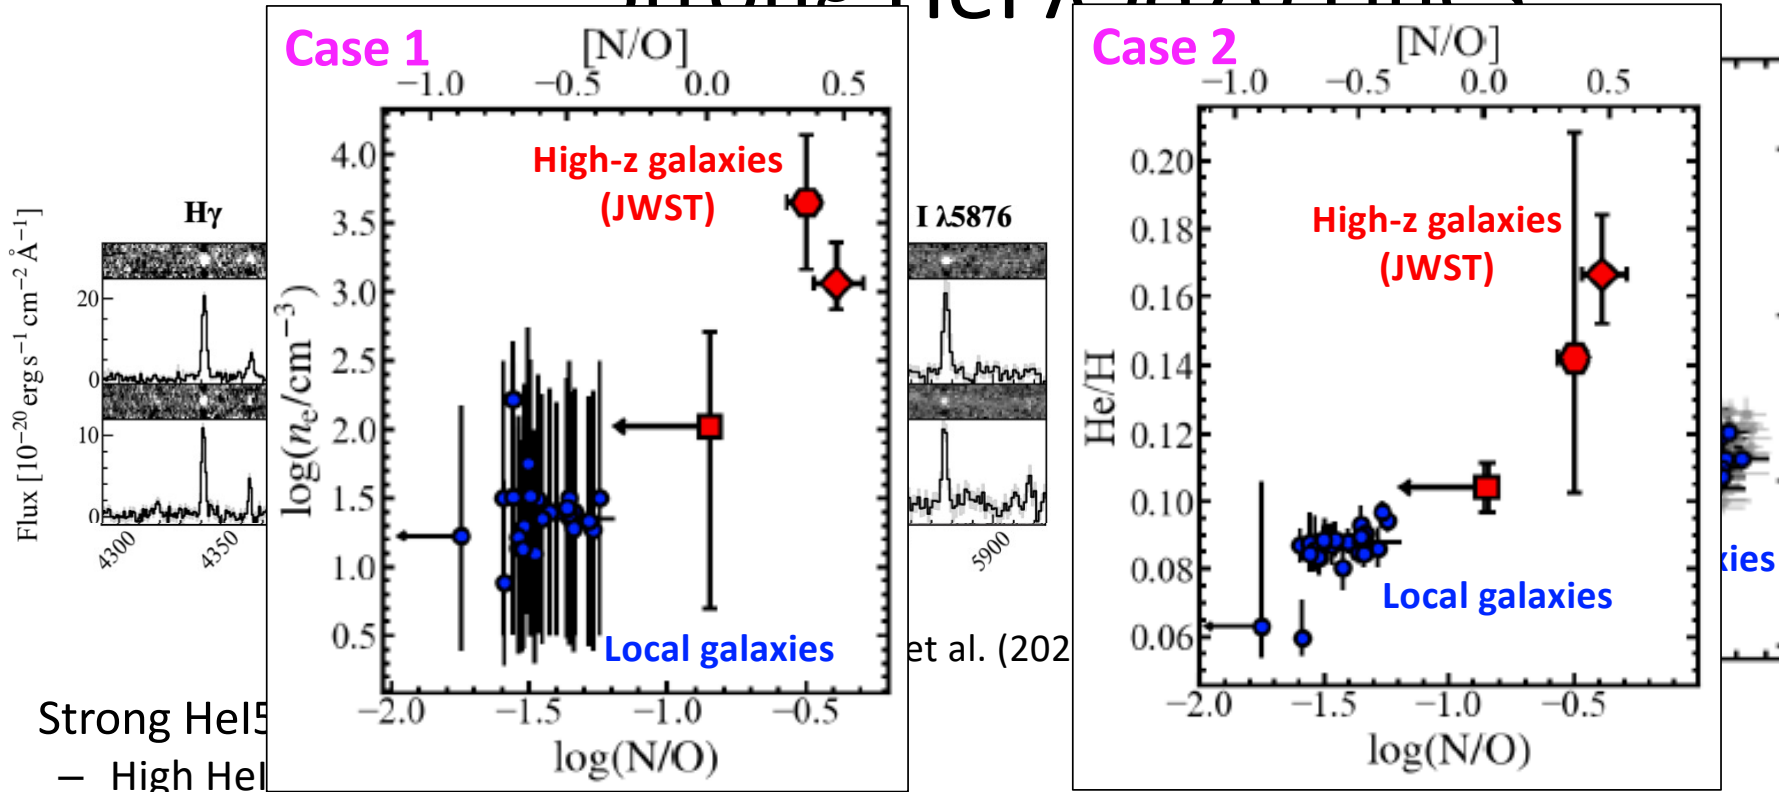 Case 1
[N/O]
−1.0 −0.5 0.0 0.5
4.0
3.5
3.0
2.5
2.0
1.5
1.0
0.5
log(nₑ/cm⁻³)
High-z galaxies
(JWST)
Local galaxies
−2.0 −1.5 −1.0 −0.5
log(N/O)
Case 2
[N/O]
−1.0 −0.5 0.0 0.5
0.20
0.18
0.16
0.14
0.12
0.10
0.08
0.06
He/H
High-z galaxies
(JWST)
Local galaxies
−2.0 −1.5 −1.0 −0.5
log(N/O)
Hγ
Flux [10⁻²⁰ erg s⁻¹ cm⁻² Å⁻¹]
20
0
10
0
4300 4350
I λ5876
5900
et al. (202
xies
Strong HeI5
– High HeI